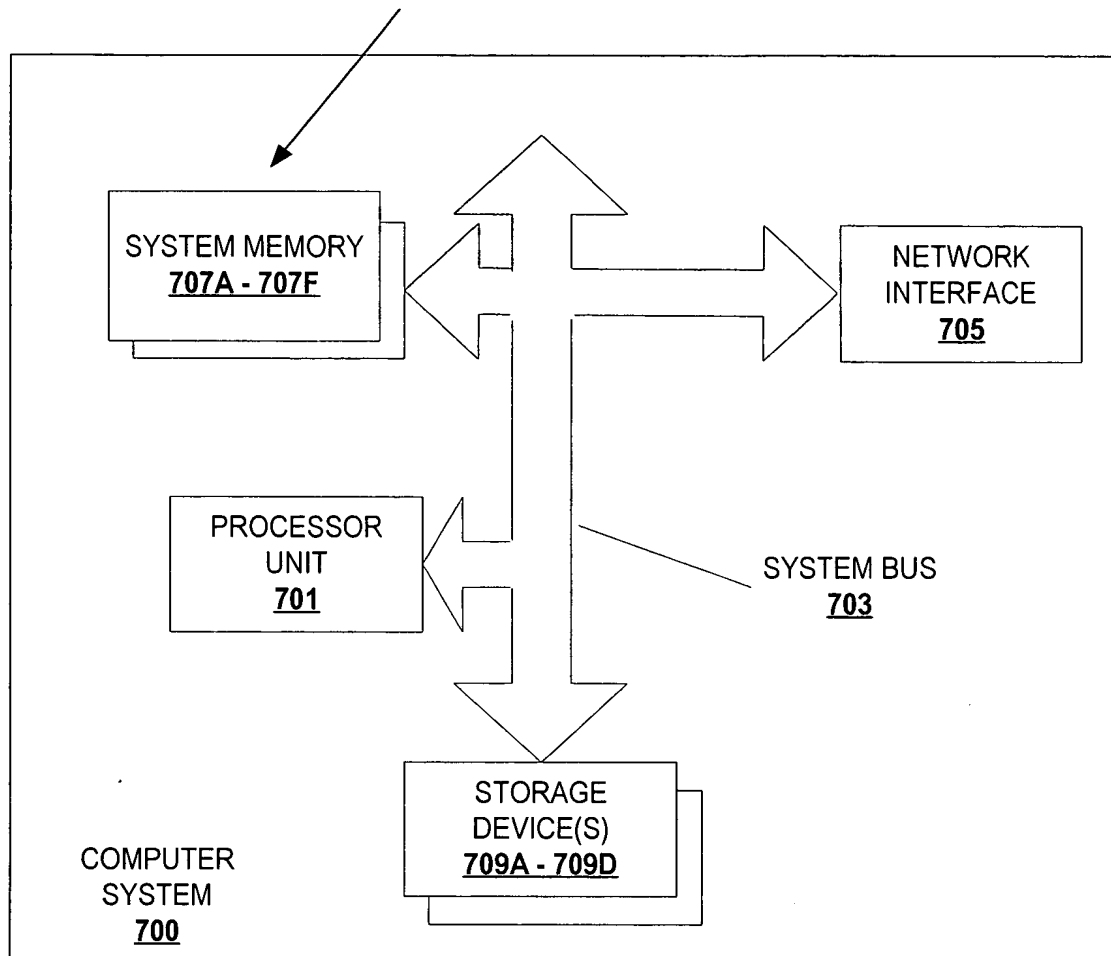 SYSTEM MEMORY
707A - 707F
NETWORK
INTERFACE
705
PROCESSOR
UNIT
701
SYSTEM BUS
703
STORAGE
DEVICE(S)
709A - 709D
COMPUTER
SYSTEM
700